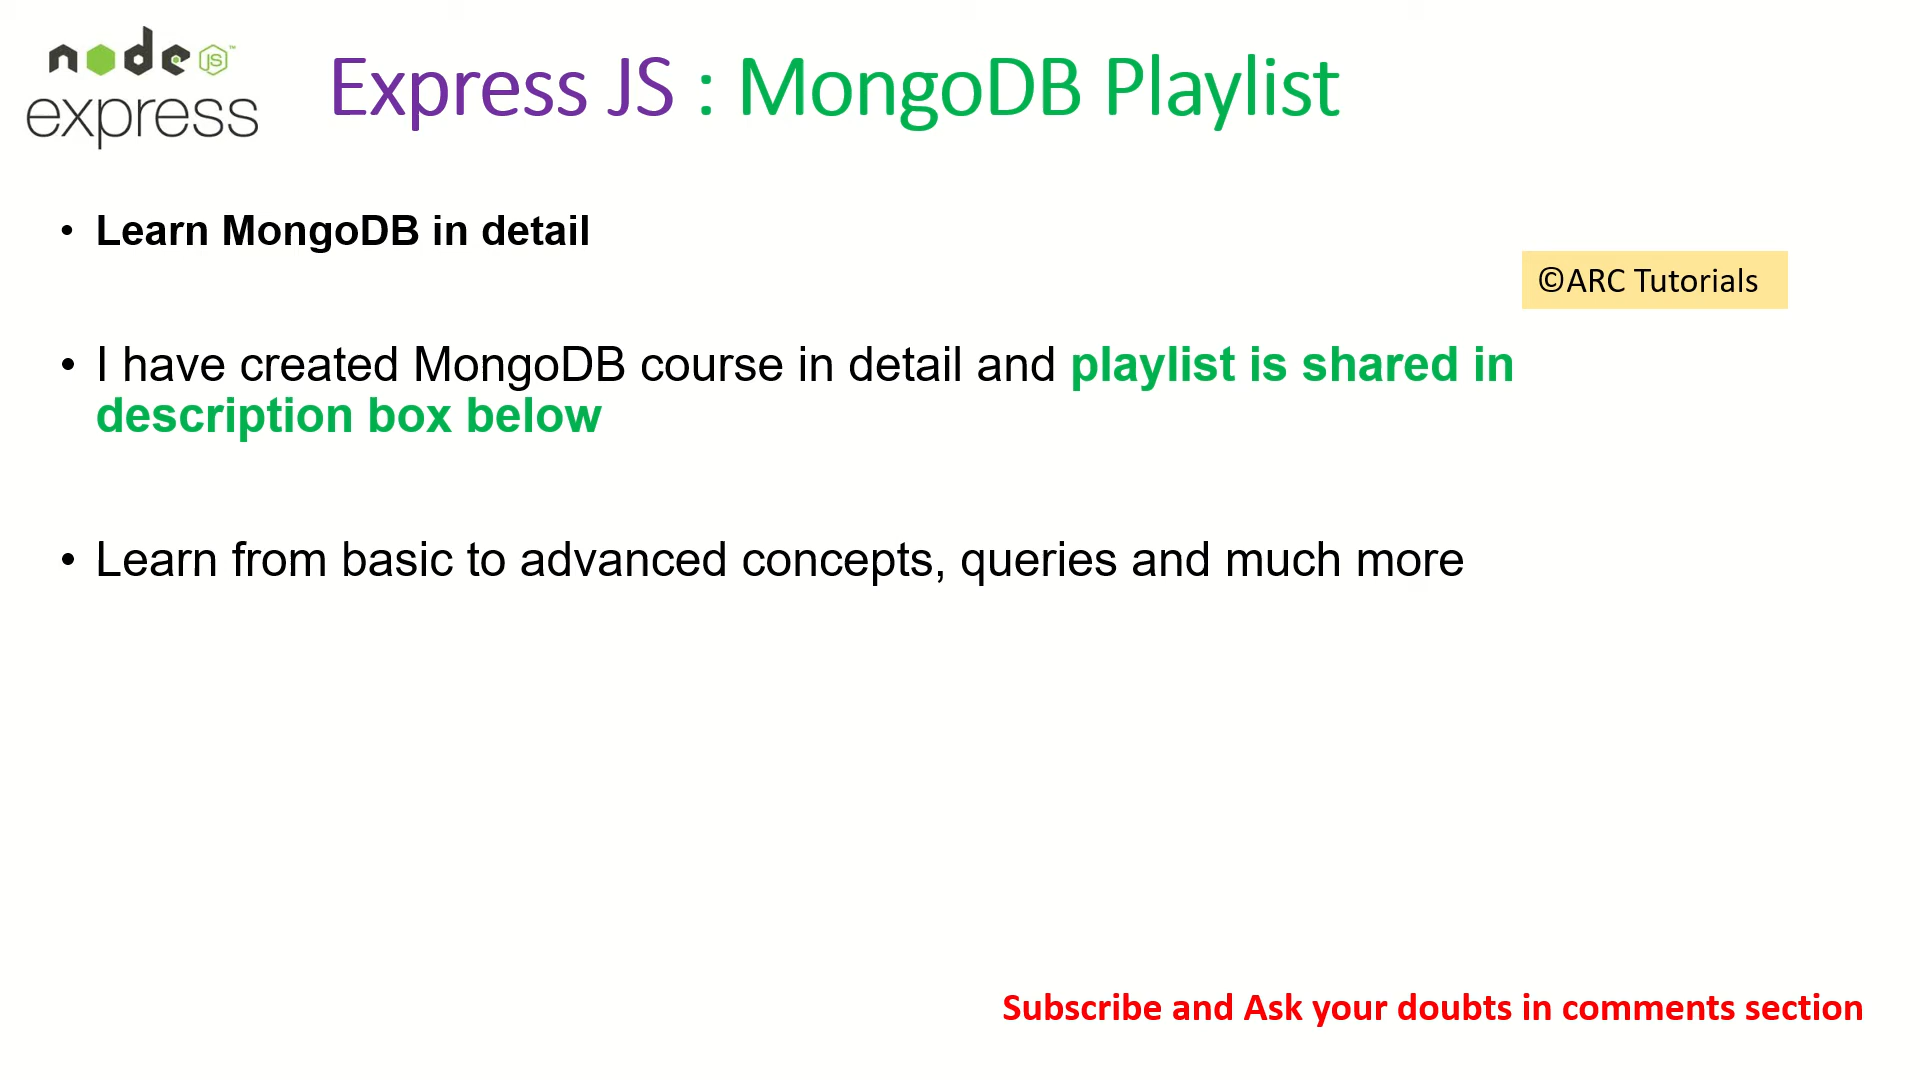 node JS™
express
Express JS : MongoDB Playlist
• Learn MongoDB in detail
©ARC Tutorials
• I have created MongoDB course in detail and playlist is shared in
description box below
• Learn from basic to advanced concepts, queries and much more
Subscribe and Ask your doubts in comments section